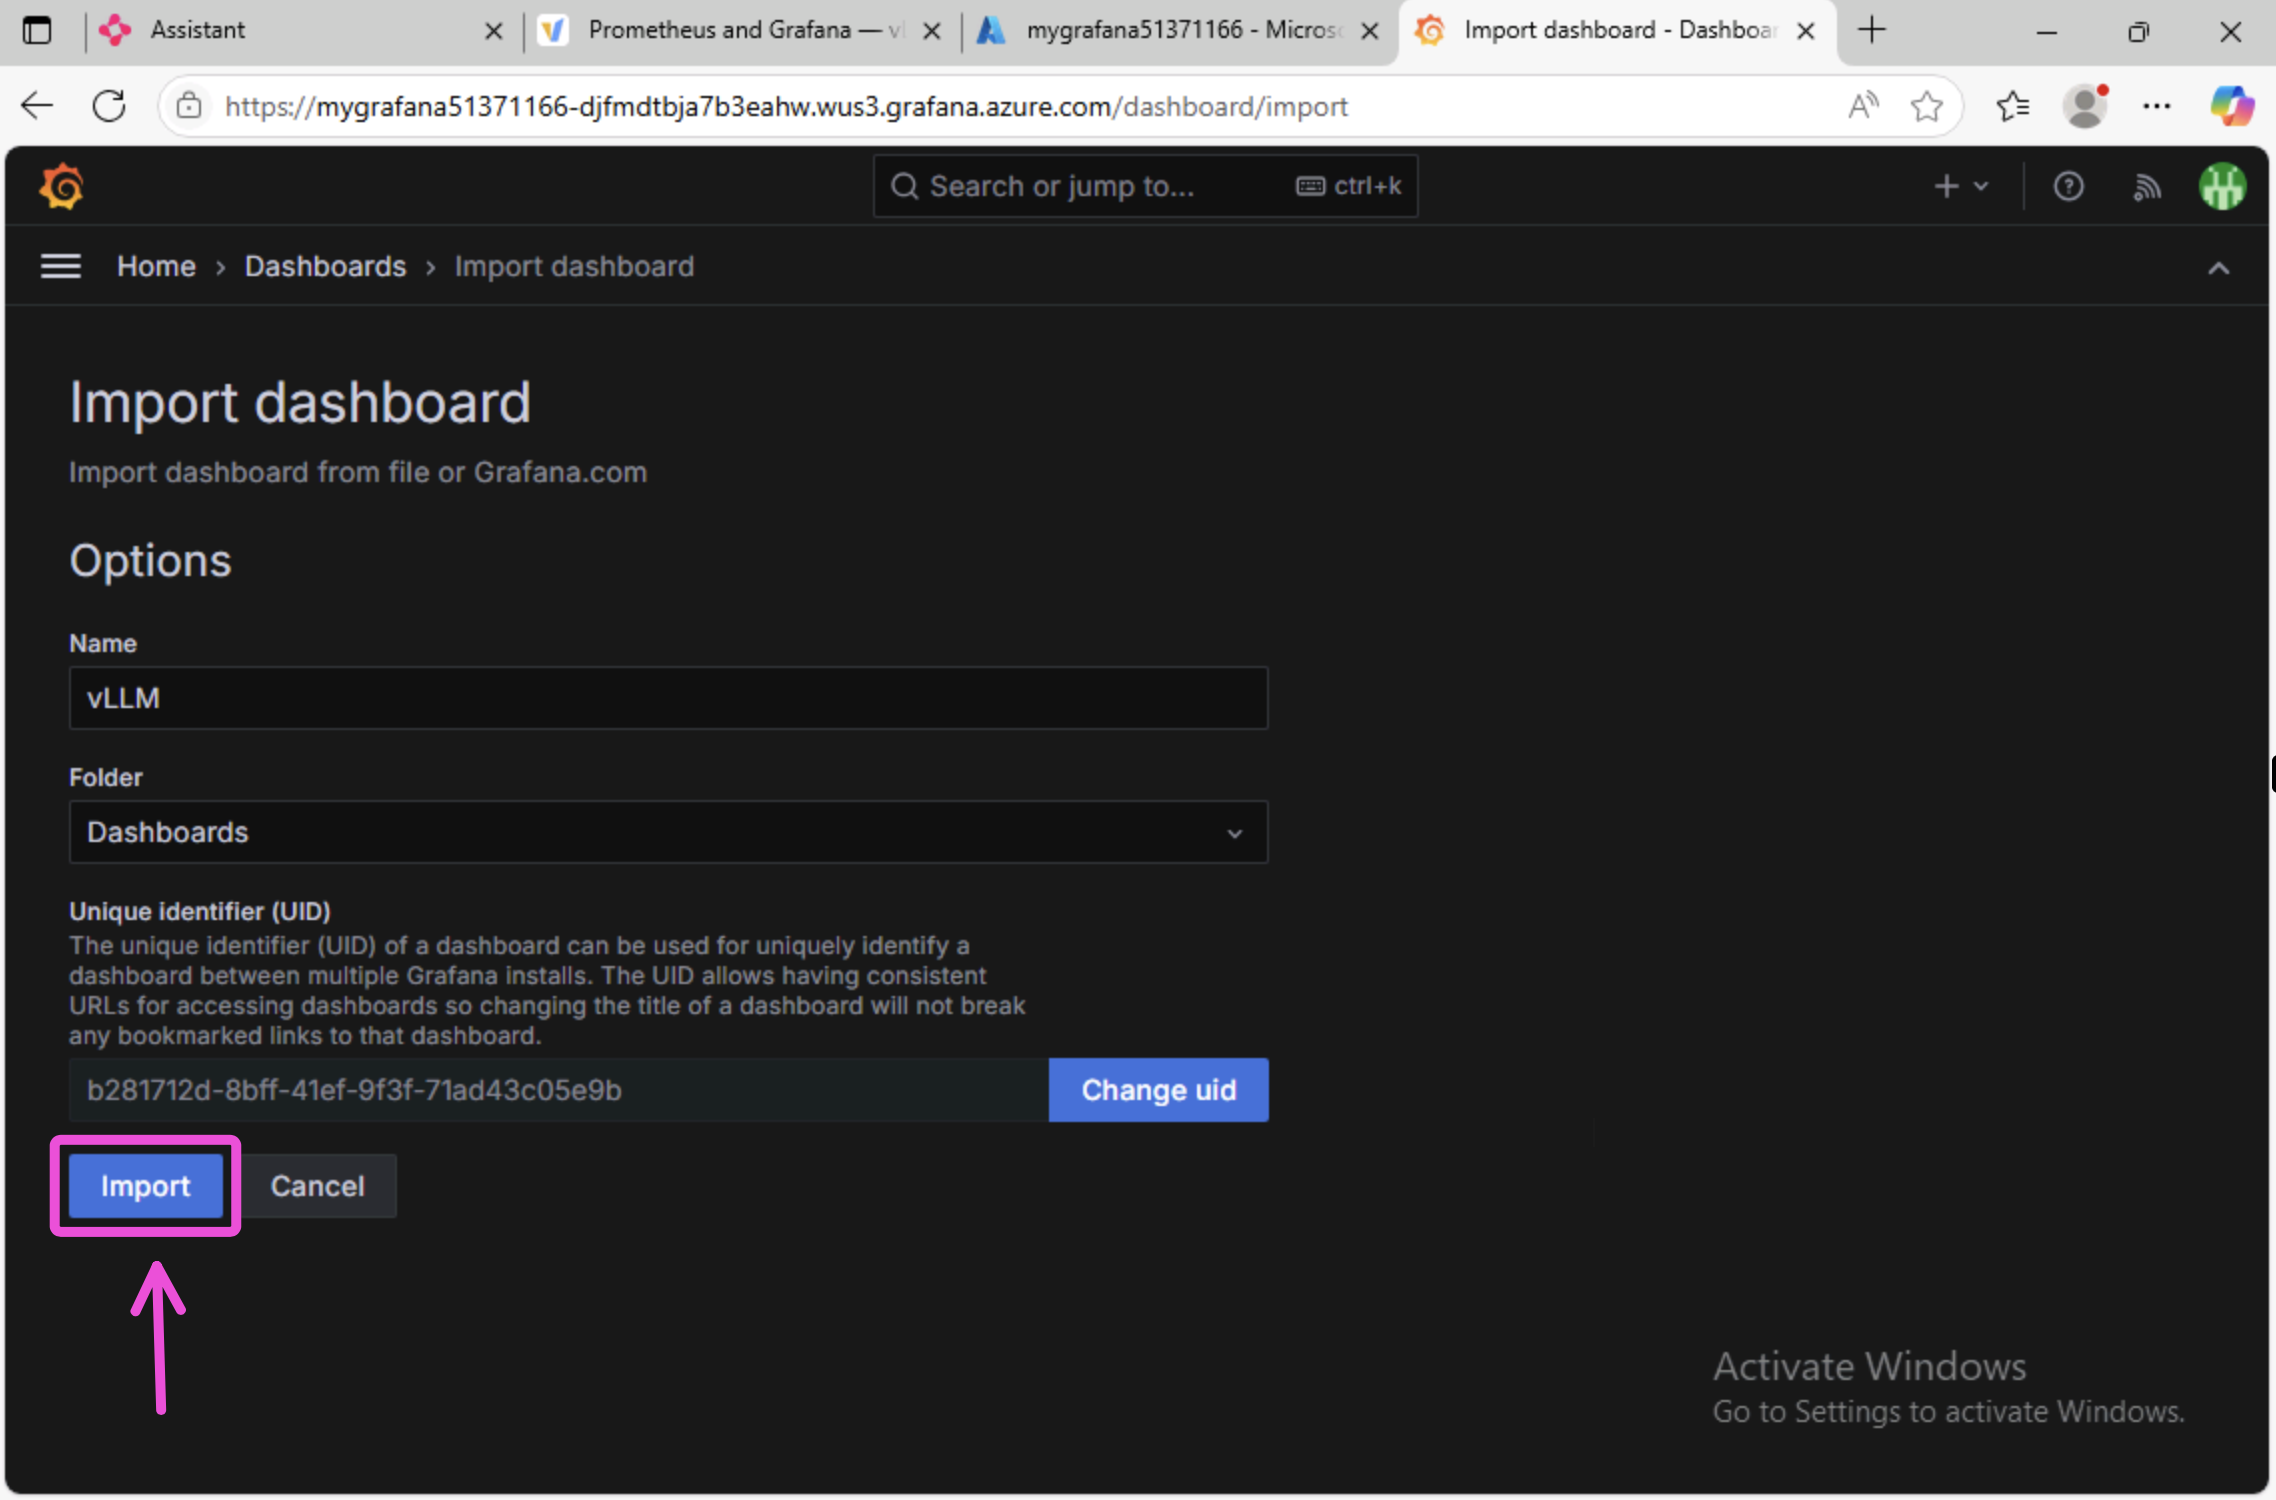 Assistant
Prometheus and Grafana — vl
mygrafana51371166 - Micros
Import dashboard - Dashboar
https://mygrafana51371166-djfmdtbja7b3eahw.wus3.grafana.azure.com/dashboard/import
Search or jump to...
ctrl+k
Home › Dashboards › Import dashboard
Import dashboard
Import dashboard from file or Grafana.com
Options
Name
vLLM
Folder
Dashboards
Unique identifier (UID)
The unique identifier (UID) of a dashboard can be used for uniquely identify a
dashboard between multiple Grafana installs. The UID allows having consistent
URLs for accessing dashboards so changing the title of a dashboard will not break
any bookmarked links to that dashboard.
b281712d-8bff-41ef-9f3f-71ad43c05e9b
Change uid
Import
Cancel
Activate Windows
Go to Settings to activate Windows.